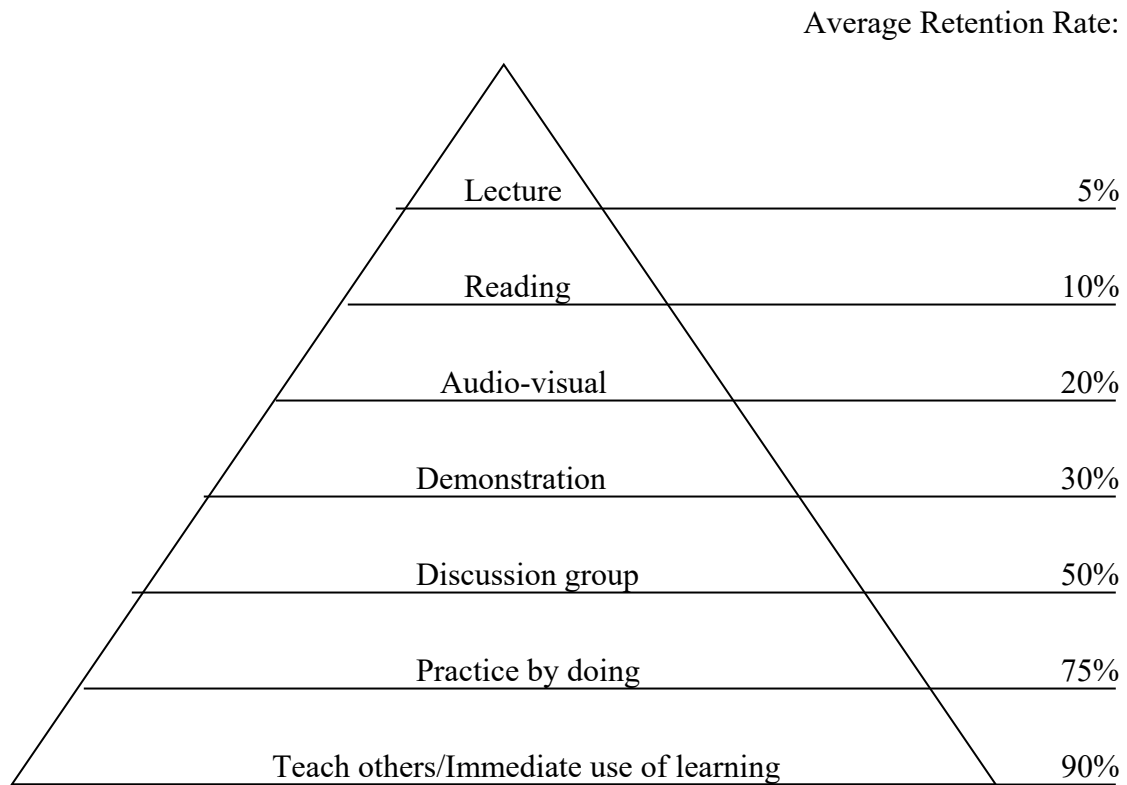 Average Retention Rate:
Lecture 5%
Reading 10%
Audio-visual 20%
Demonstration 30%
Discussion group 50%
Practice by doing 75%
Teach others/Immediate use of learning 90%